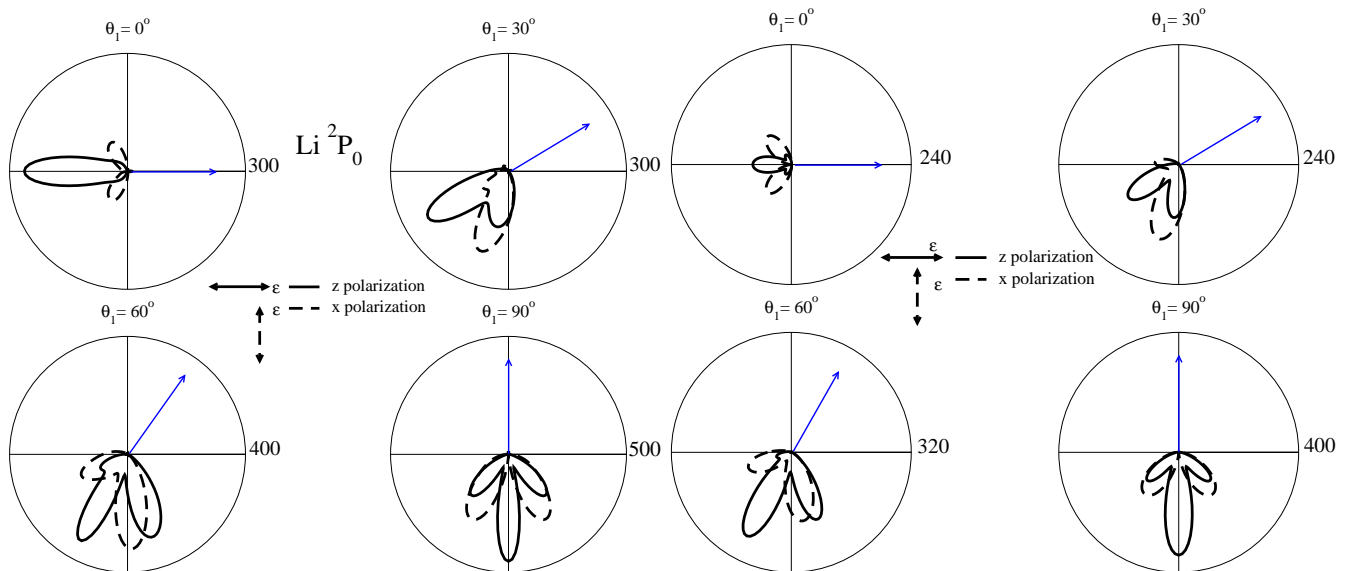 θ₁= 0° θ₁= 30° θ₁= 0° θ₁= 30°
300 Li ²P₀ 300 240 240
ε z polarization
ε x polarization
ε z polarization
ε x polarization
θ₁= 60° θ₁= 90° θ₁= 60° θ₁= 90°
400 500 320 400